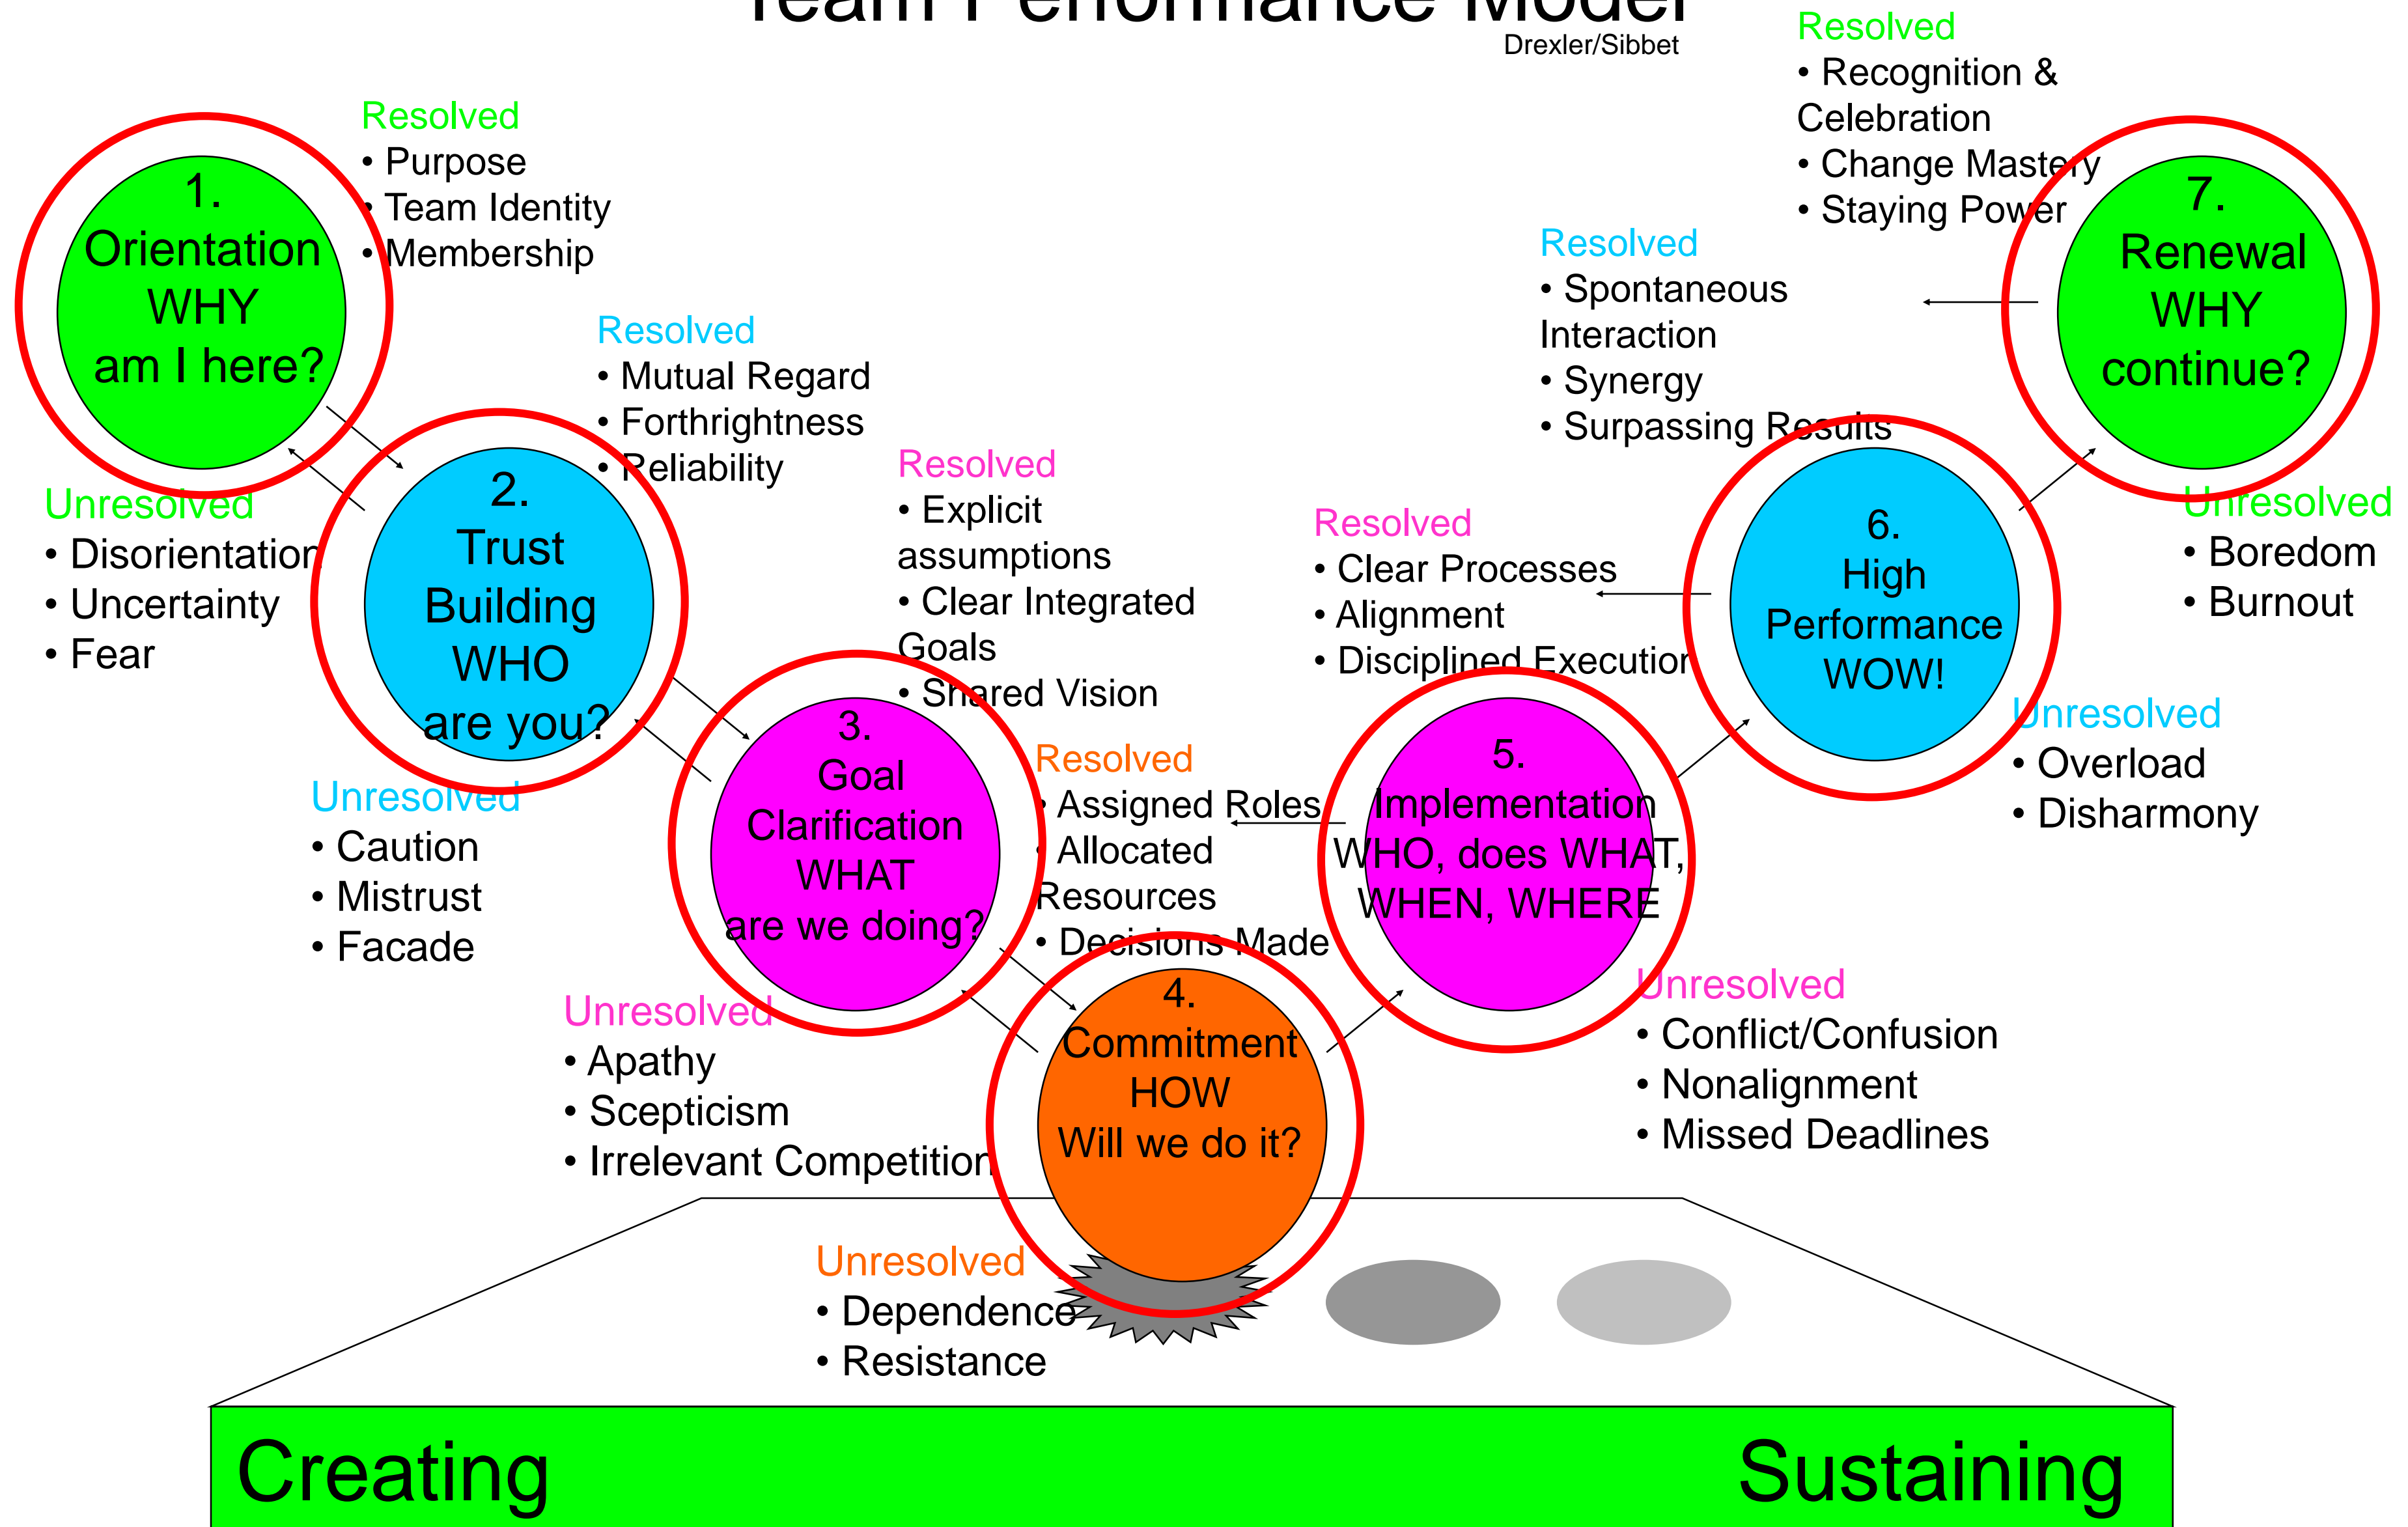 Team Performance Model
Drexler/Sibbet
1.
Orientation
WHY
am I here?
Resolved
• Purpose
• Team Identity
• Membership
Unresolved
• Disorientation
• Uncertainty
• Fear
2.
Trust
Building
WHO
are you?
Resolved
• Mutual Regard
• Forthrightness
• Reliability
Unresolved
• Caution
• Mistrust
• Facade
3.
Goal
Clarification
WHAT
are we doing?
Resolved
• Explicit
assumptions
• Clear Integrated
Goals
• Shared Vision
Unresolved
• Apathy
• Scepticism
• Irrelevant Competition
4.
Commitment
HOW
Will we do it?
Resolved
• Assigned Roles
• Allocated
Resources
• Decisions Made
Unresolved
• Dependence
• Resistance
5.
Implementation
WHO, does WHAT,
WHEN, WHERE
Resolved
• Clear Processes
• Alignment
• Disciplined Execution
Unresolved
• Conflict/Confusion
• Nonalignment
• Missed Deadlines
6.
High
Performance
WOW!
Resolved
• Spontaneous
Interaction
• Synergy
• Surpassing Results
Unresolved
• Overload
• Disharmony
7.
Renewal
WHY
continue?
Resolved
• Recognition &
Celebration
• Change Mastery
• Staying Power
Unresolved
• Boredom
• Burnout
Creating
Sustaining